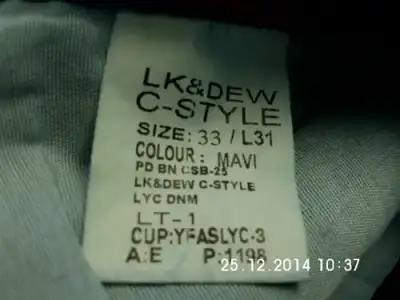 LK&DEW
C-STYLE
SIZE: 33 / L31
COLOUR : MAVI
PD BN CSB-25
LK&DEW C-STYLE
LYC DNM
LT-1
CUP:YFASLYC-3
A:E P:1198
25.12.2014 10:37